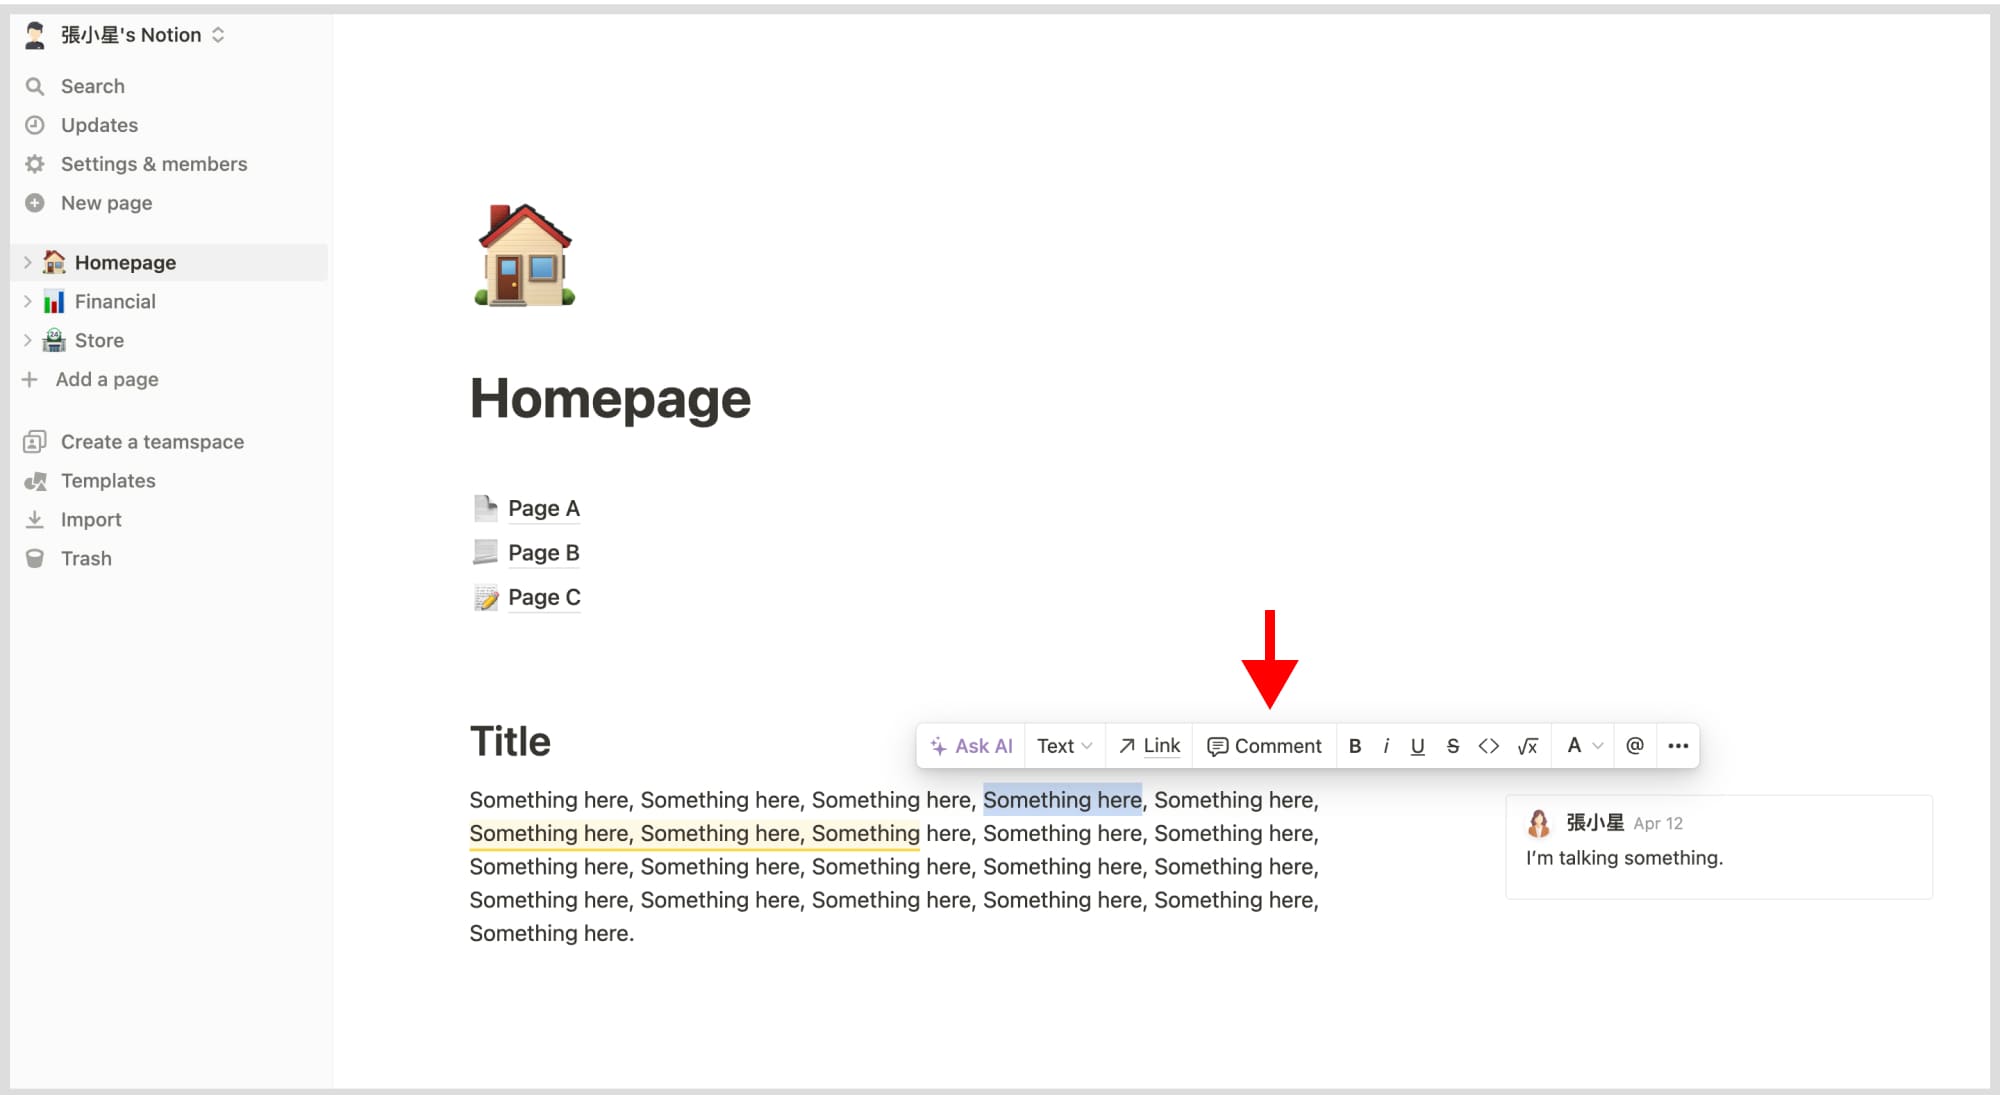 張小星's Notion
Search
Updates
Settings & members
New page
Homepage
Financial
24
Store
Add a page
Create a teamspace
Templates
Import
Trash
Homepage
Page A
Page B
Page C
Title
Ask AI Text Link Comment B i U S <> √x A @ •••
Something here, Something here, Something here, Something here, Something here,
Something here, Something here, Something here, Something here, Something here,
Something here, Something here, Something here, Something here, Something here,
Something here, Something here, Something here, Something here, Something here,
Something here.
張小星 Apr 12
I’m talking something.